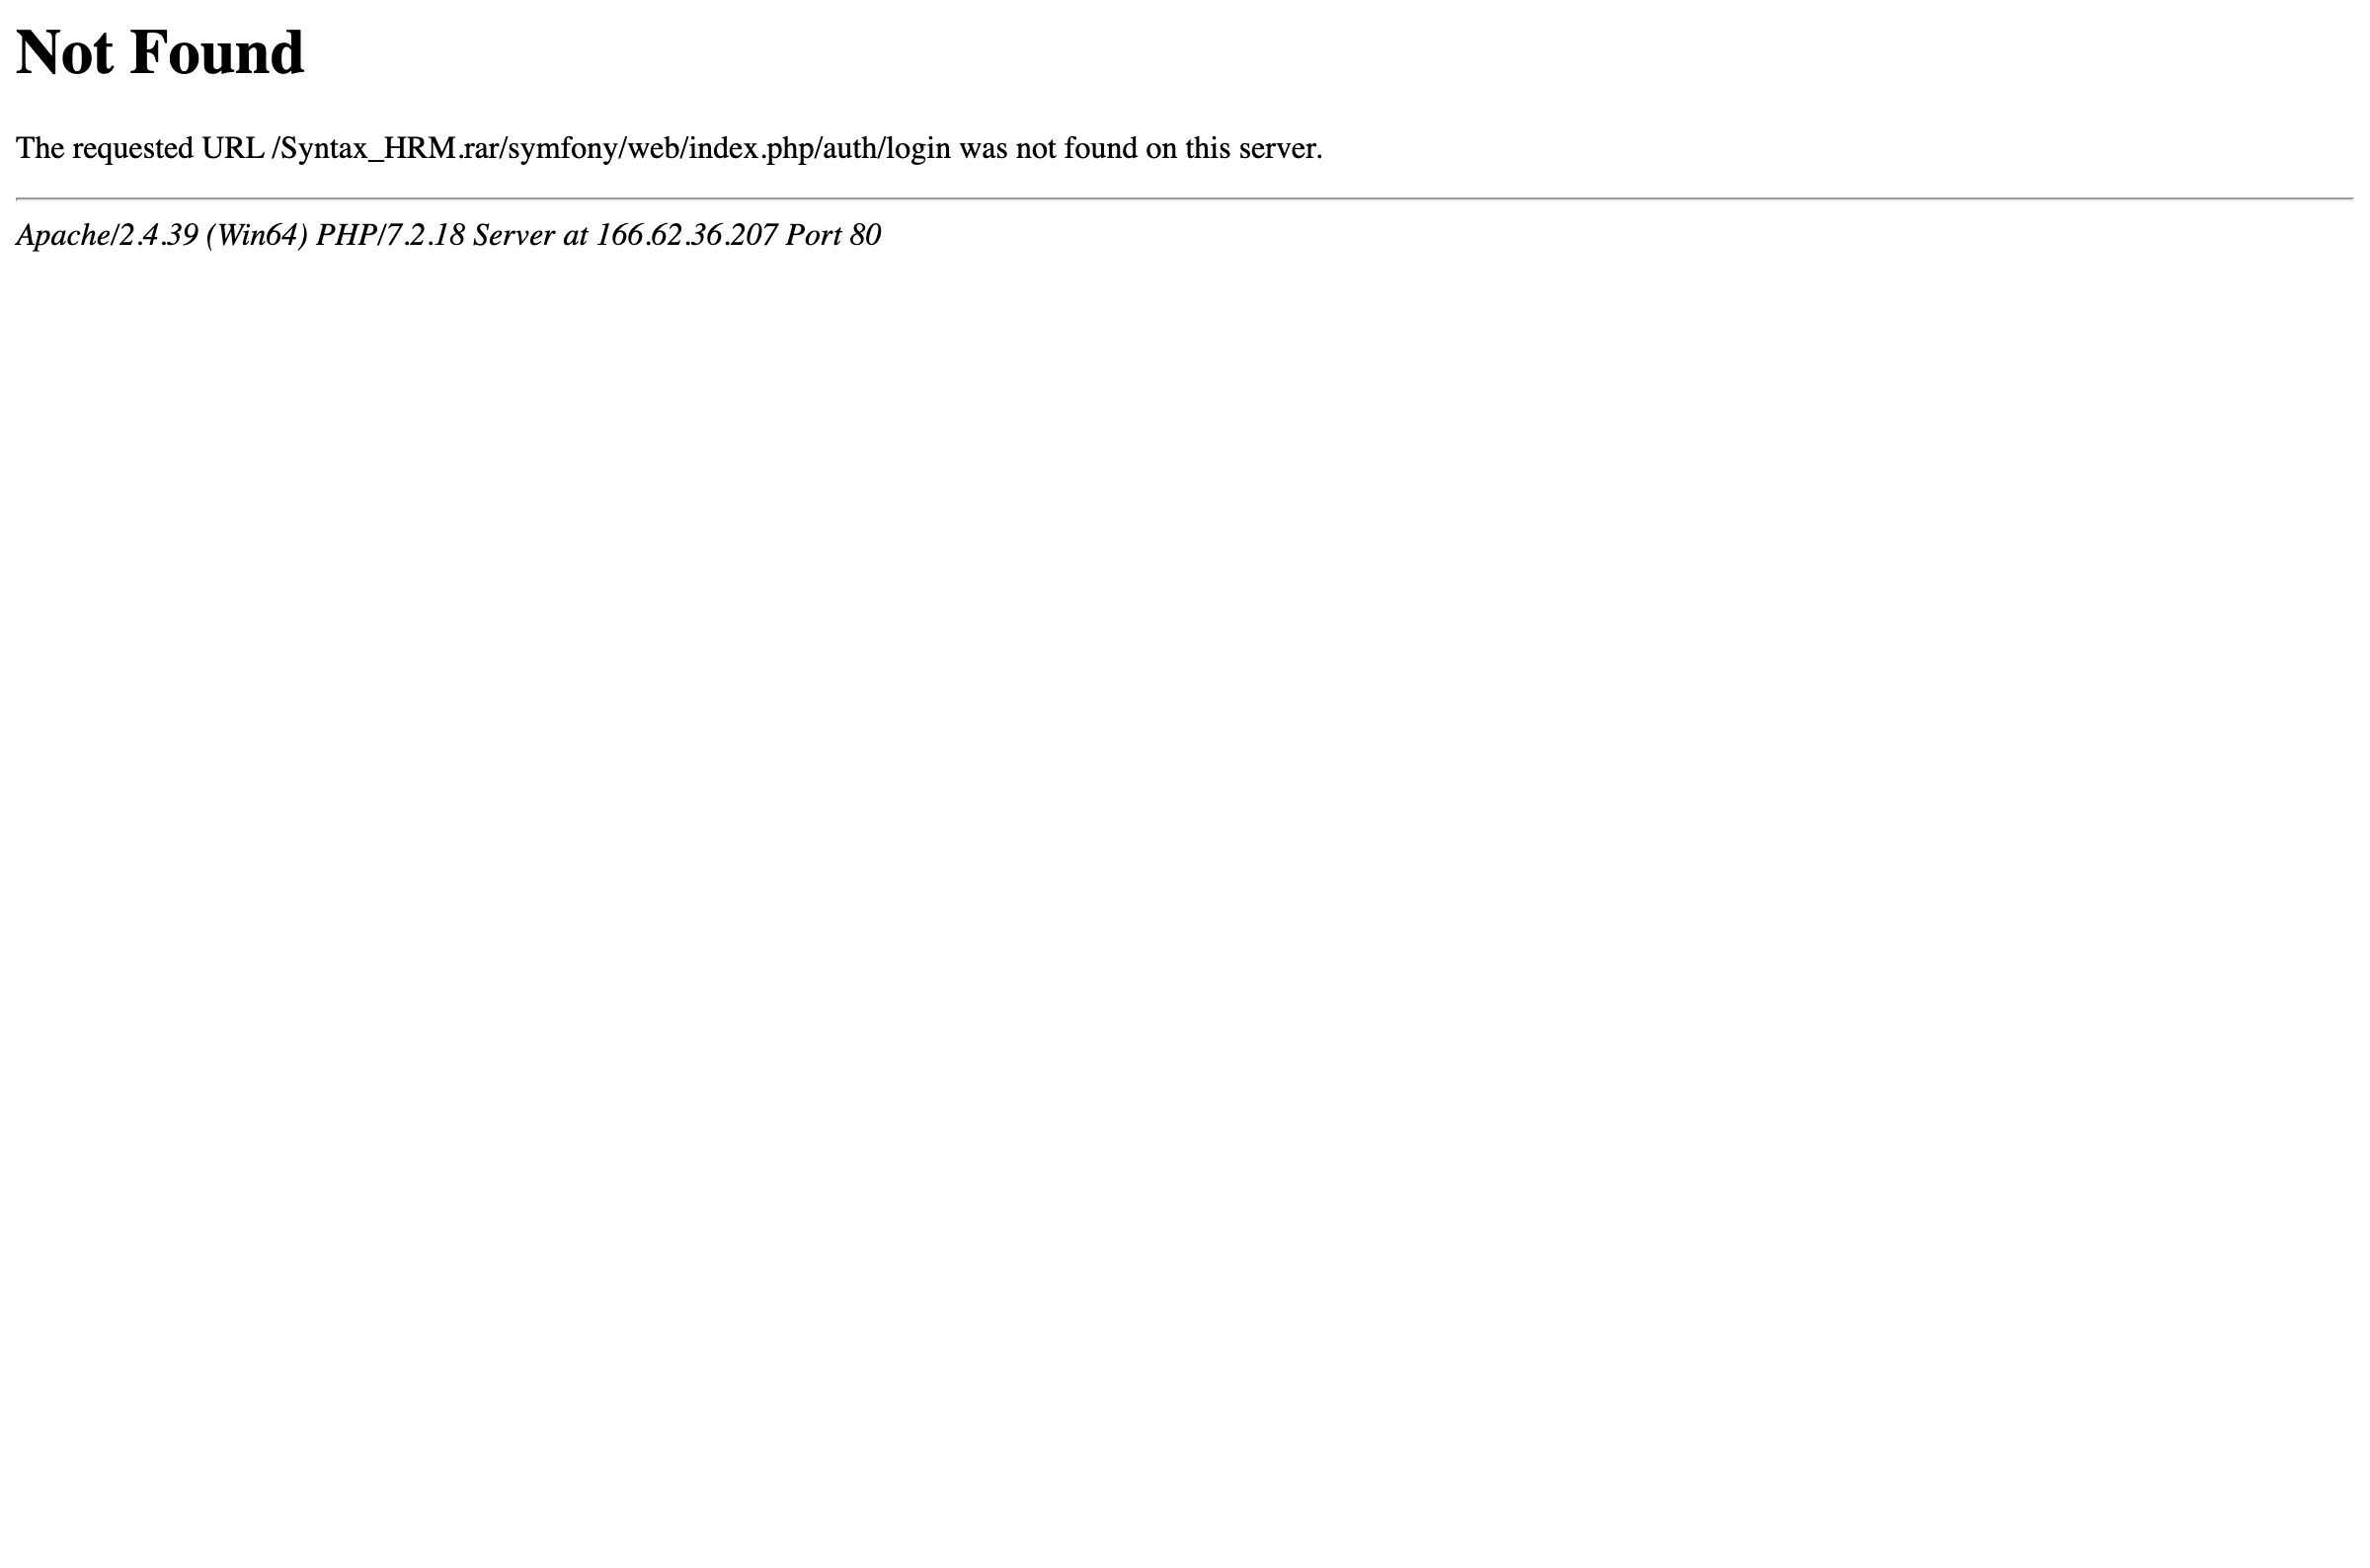 Not Found
The requested URL /Syntax_HRM.rar/symfony/web/index.php/auth/login was not found on this server.
Apache/2.4.39 (Win64) PHP/7.2.18 Server at 166.62.36.207 Port 80